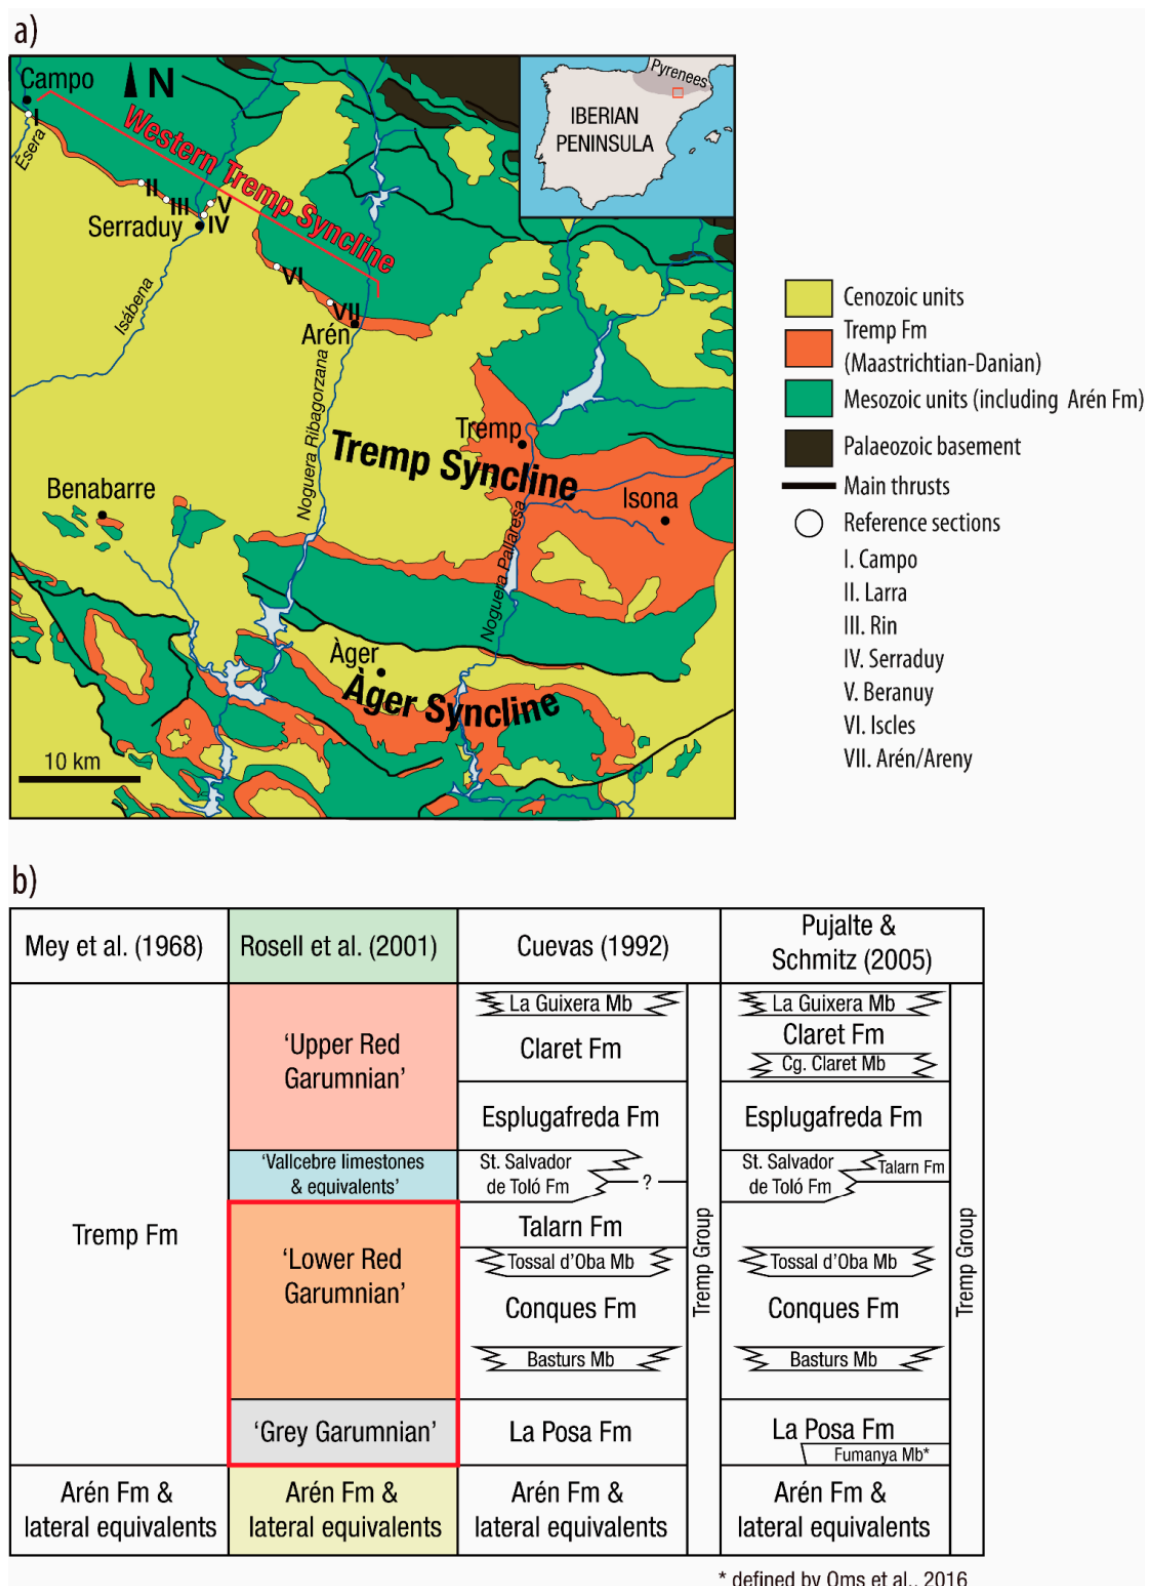 a)
Campo
N
Pyrenees
IBERIAN
PENINSULA
Western Tremp Syncline
I
Esera
II
III
V
Serraduy
IV
VI
Isábena
VII
Arén
Noguera Ribagorzana
Tremp
Tremp Syncline
Isona
Benabarre
Noguera Pallaresa
Àger
Àger Syncline
10 km
Cenozoic units
Tremp Fm
(Maastrichtian-Danian)
Mesozoic units (including Arén Fm)
Palaeozoic basement
Main thrusts
Reference sections
I. Campo
II. Larra
III. Rin
IV. Serraduy
V. Beranuy
VI. Iscles
VII. Arén/Areny
b)
Mey et al. (1968)
Rosell et al. (2001)
Cuevas (1992)
Pujalte &
Schmitz (2005)
Tremp Fm
Arén Fm &
lateral equivalents
‘Upper Red
Garumnian’
‘Vallcebre limestones
& equivalents’
‘Lower Red
Garumnian’
‘Grey Garumnian’
Arén Fm &
lateral equivalents
La Guixera Mb
Claret Fm
Esplugafreda Fm
St. Salvador
de Toló Fm
?
Talarn Fm
Tossal d’Oba Mb
Conques Fm
Basturs Mb
La Posa Fm
Arén Fm &
lateral equivalents
Tremp Group
La Guixera Mb
Claret Fm
Cg. Claret Mb
Esplugafreda Fm
St. Salvador
de Toló Fm
Talarn Fm
Tossal d’Oba Mb
Conques Fm
Basturs Mb
La Posa Fm
Fumanya Mb*
Arén Fm &
lateral equivalents
Tremp Group
* defined by Oms et al., 2016